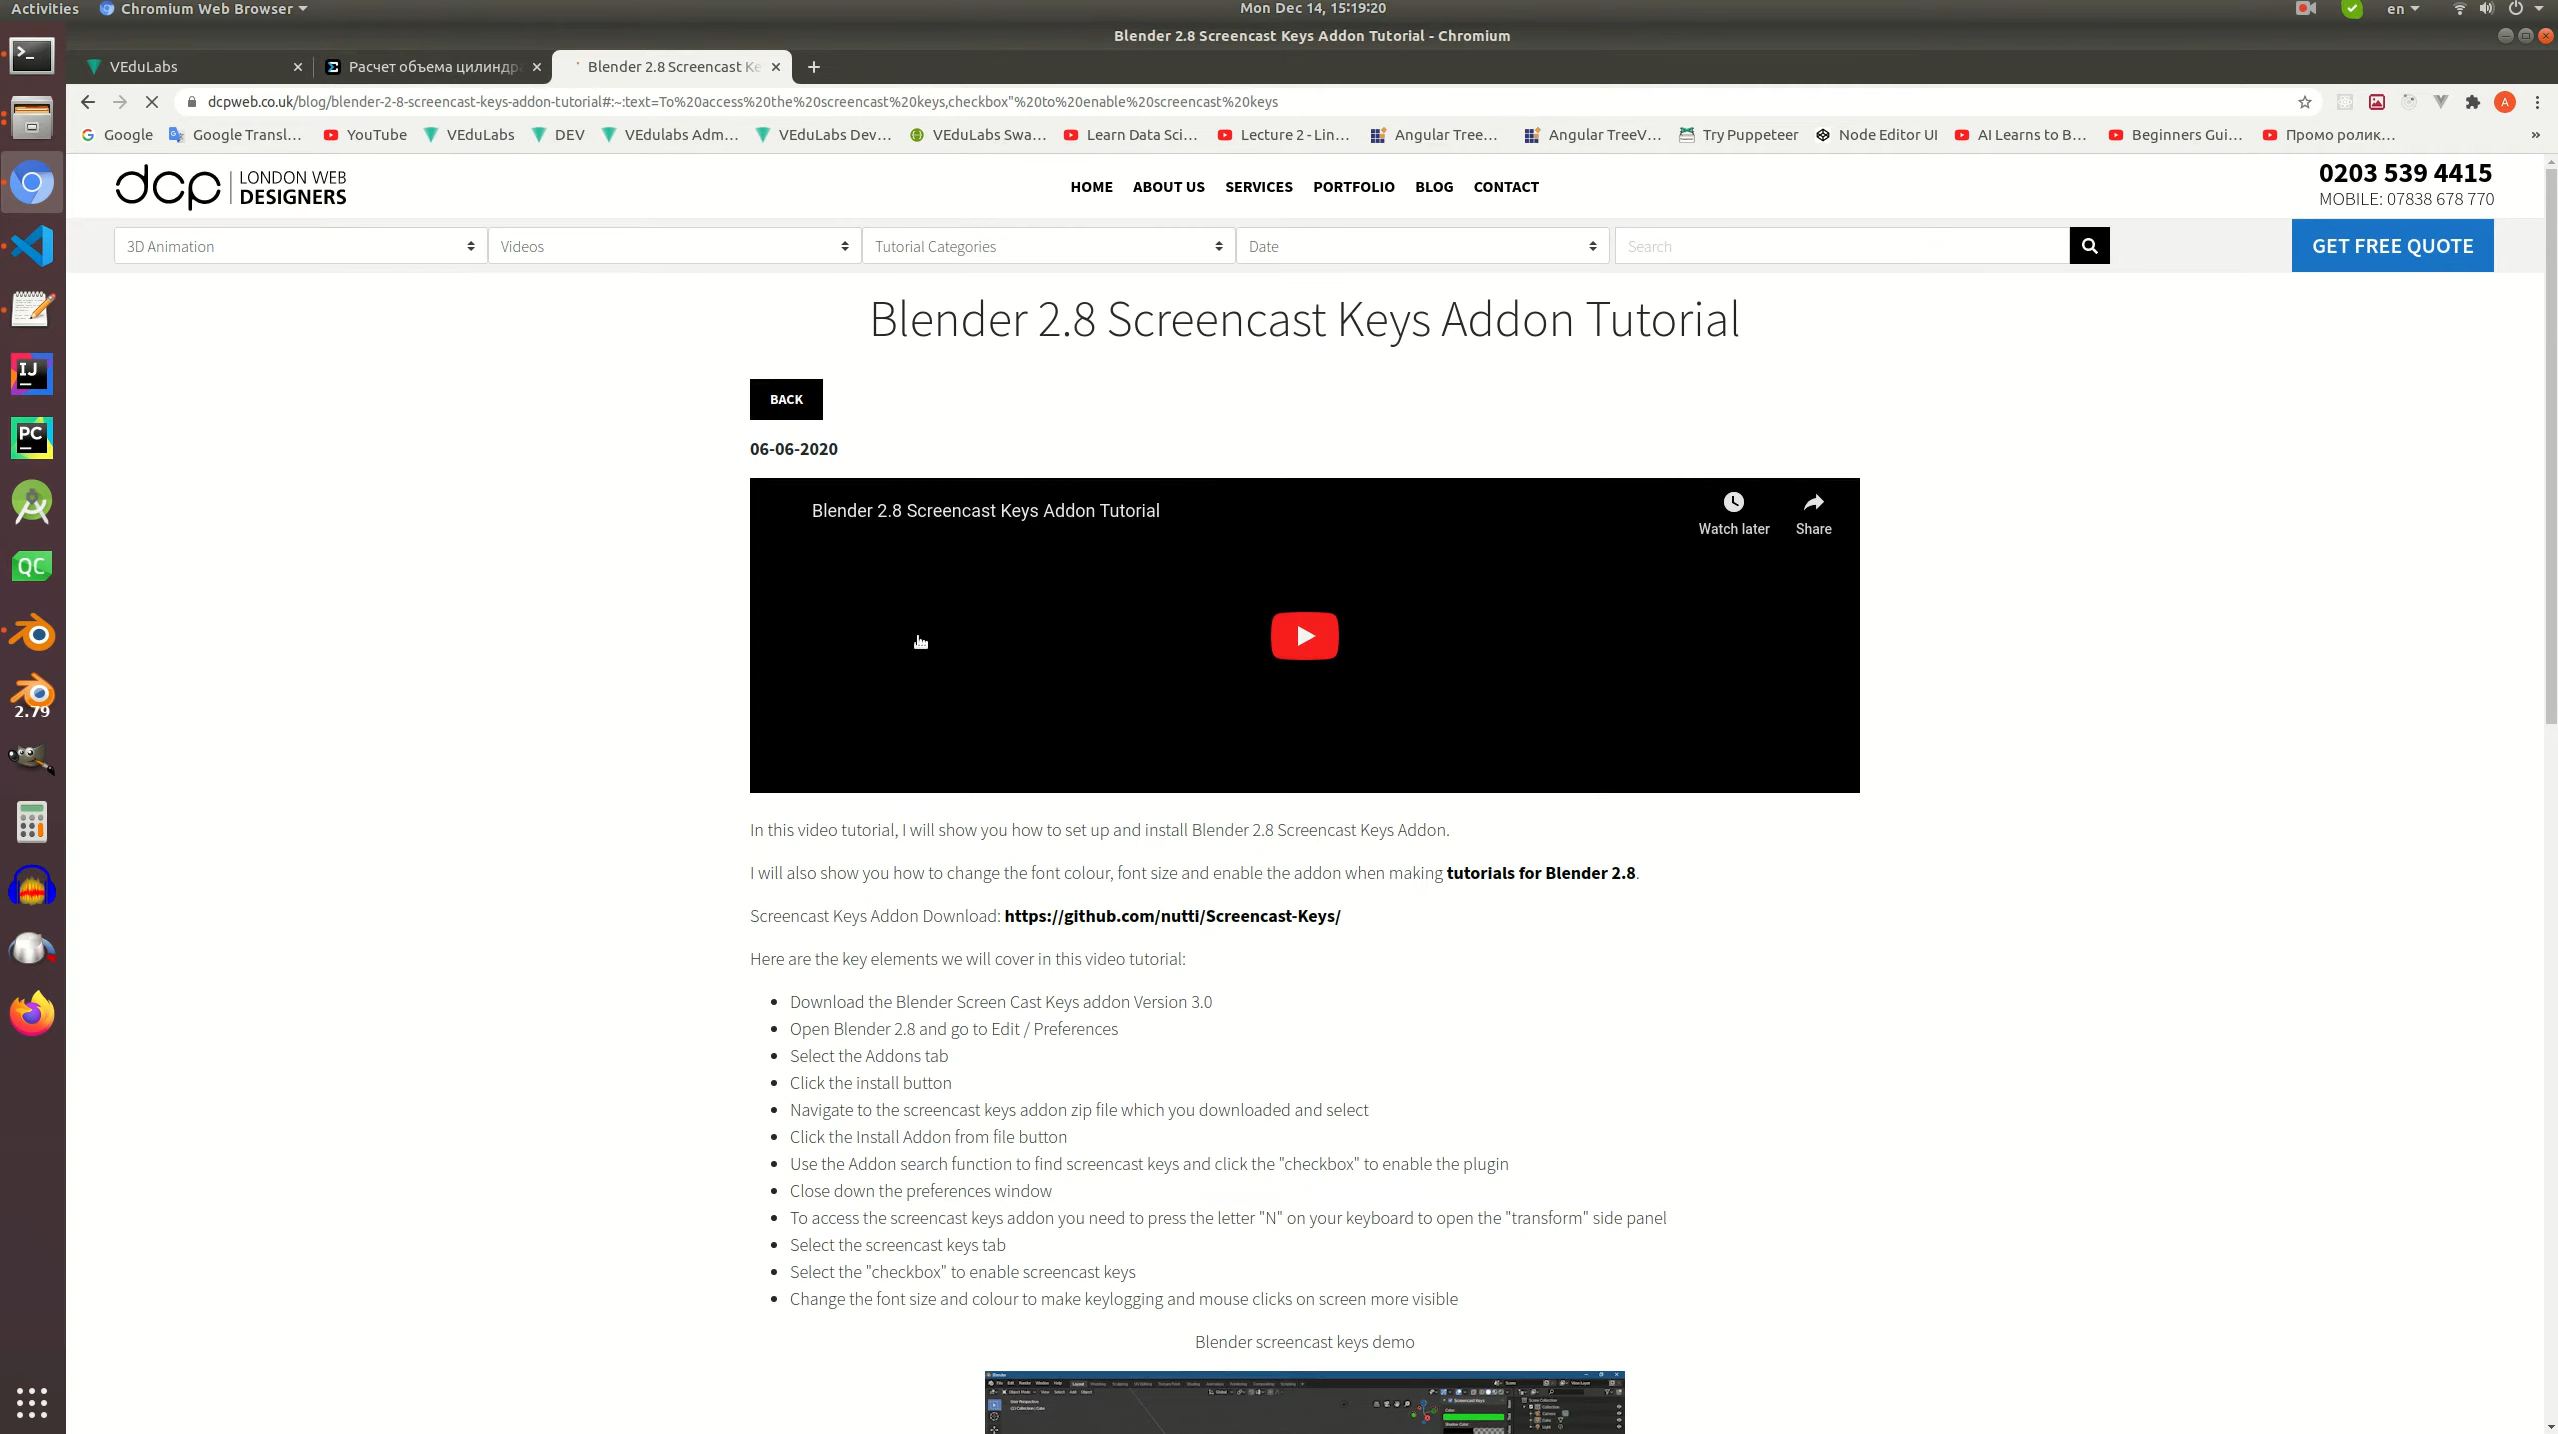 Activities Chromium Web Browser Mon Dec 14, 15:19:20 en
Blender 2.8 Screencast Keys Addon Tutorial - Chromium
VEduLabs Расчет объема цилиндр Blender 2.8 Screencast Ke
dcpweb.co.uk/blog/blender-2-8-screencast-keys-addon-tutorial#:~:text=To%20access%20the%20screencast%20keys,checkbox"%20to%20enable%20screencast%20keys A
Google Google Transl... YouTube VEduLabs DEV VEdulabs Adm... VEduLabs Dev... VEduLabs Swa... Learn Data Sci... Lecture 2 - Lin... Angular Tree... Angular TreeV... Try Puppeteer Node Editor UI AI Learns to B... Beginners Gui... Промо ролик... »
dcp LONDON WEB DESIGNERS
HOME ABOUT US SERVICES PORTFOLIO BLOG CONTACT
0203 539 4415
MOBILE: 07838 678 770
3D Animation Videos Tutorial Categories Date Search GET FREE QUOTE
Blender 2.8 Screencast Keys Addon Tutorial
BACK
06-06-2020
Blender 2.8 Screencast Keys Addon Tutorial
Watch later Share
In this video tutorial, I will show you how to set up and install Blender 2.8 Screencast Keys Addon.
I will also show you how to change the font colour, font size and enable the addon when making tutorials for Blender 2.8.
Screencast Keys Addon Download: https://github.com/nutti/Screencast-Keys/
Here are the key elements we will cover in this video tutorial:
• Download the Blender Screen Cast Keys addon Version 3.0
• Open Blender 2.8 and go to Edit / Preferences
• Select the Addons tab
• Click the install button
• Navigate to the screencast keys addon zip file which you downloaded and select
• Click the Install Addon from file button
• Use the Addon search function to find screencast keys and click the "checkbox" to enable the plugin
• Close down the preferences window
• To access the screencast keys addon you need to press the letter "N" on your keyboard to open the "transform" side panel
• Select the screencast keys tab
• Select the "checkbox" to enable screencast keys
• Change the font size and colour to make keylogging and mouse clicks on screen more visible
Blender screencast keys demo
IJ
PC
QC
2.79